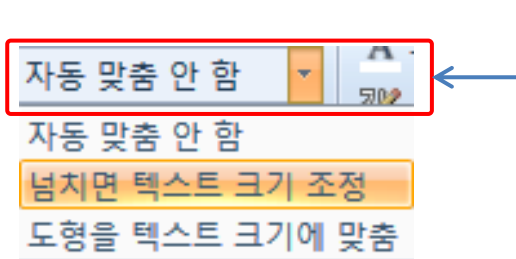 자동 맞춤 안 함
자동 맞춤 안 함
넘치면 텍스트 크기 조정
도형을 텍스트 크기에 맞춤